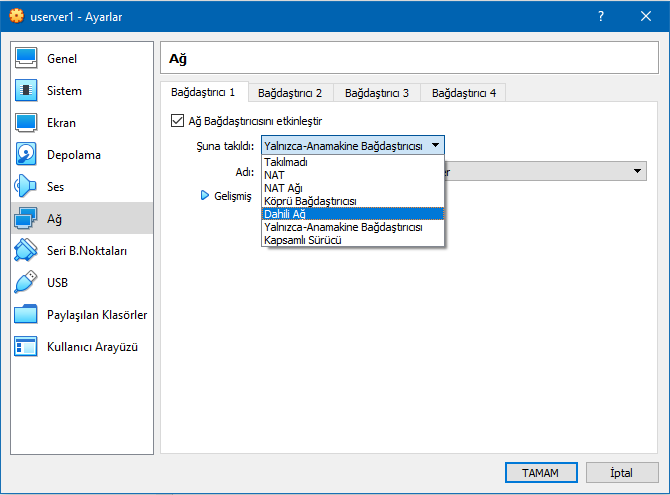 userver1 - Ayarlar
?
Genel
Sistem
Ekran
Depolama
Ses
Ağ
Seri B.Noktaları
USB
Paylaşılan Klasörler
Kullanıcı Arayüzü
Ağ
Bağdaştırıcı 1 Bağdaştırıcı 2 Bağdaştırıcı 3 Bağdaştırıcı 4
Ağ Bağdaştırıcısını etkinleştir
Şuna takıldı: Yalnızca-Anamakine Bağdaştırıcısı
Takılmadı
NAT
NAT Ağı
Köprü Bağdaştırıcısı
Dahili Ağ
Yalnızca-Anamakine Bağdaştırıcısı
Kapsamlı Sürücü
Adı:
Gelişmiş
TAMAM İptal